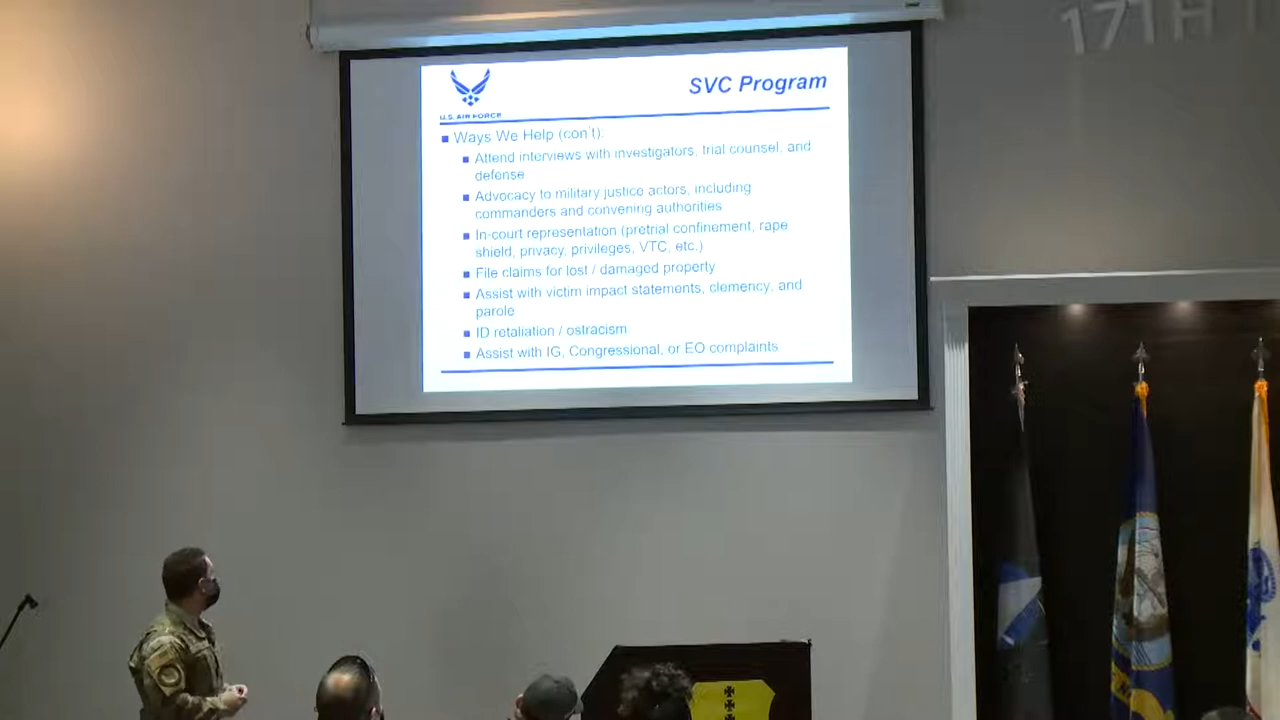 17TH
SVC Program
U.S. AIR FORCE
Ways We Help (con't):
Attend interviews with investigators, trial counsel, and
defense
Advocacy to military justice actors, including
commanders and convening authorities
In-court representation (pretrial confinement, rape
shield, privacy, privileges, VTC, etc.)
File claims for lost / damaged property
Assist with victim impact statements, clemency, and
parole
ID retaliation / ostracism
Assist with IG, Congressional, or EO complaints